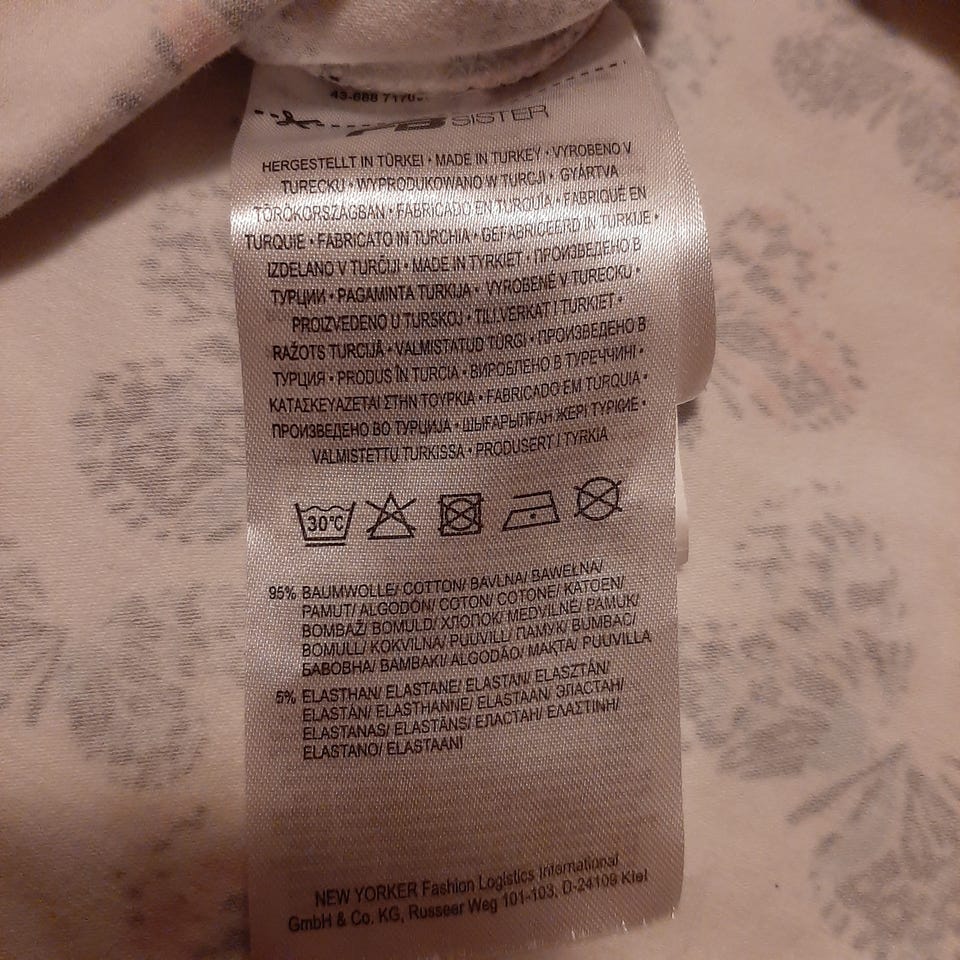 43-888 7170
FB SISTER
HERGESTELLT IN TÜRKEI • MADE IN TURKEY • VYROBENO V
TURECKU • WYPRODUKOWANO W TURCJI • GYÁRTVA
TÖRÖKORSZÁGBAN • FABRICADO EN TURQUÍA • FABRIQUÉ EN
TURQUIE • FABRICATO IN TURCHIA • GEFABRICEERD IN TURKIJE •
IZDELANO V TURČIJI • MADE IN TYRKIET • ПРОИЗВЕДЕНО В
ТУРЦИИ • PAGAMINTA TURKIJA • VYROBENÉ V TURECKU •
PROIZVEDENO U TURSKOJ • TILLVERKAT I TURKIET •
RAŽOTS TURCIJĀ • VALMISTATUD TÜRGI • ПРОИЗВЕДЕНО В
ТУРЦИЯ • PRODUS ÎN TURCIA • ВИРОБЛЕНО В ТУРЕЧЧИНІ •
ΚΑΤΑΣΚΕΥΑΖΕΤΑΙ ΣΤΗΝ ΤΟΥΡΚΙΑ • FABRICADO EM TURQUIA •
ПРОИЗВЕДЕНО ВО ТУРЦИЈА • ШЫҒАРЫЛҒАН ЖЕРІ ТҮРКИЕ •
VALMISTETTU TURKISSA • PRODUSERT I TYRKIA
30°C
95% BAUMWOLLE/ COTTON/ BAVLNA/ BAWEŁNA/
PAMUT/ ALGODÓN/ COTON/ COTONE/ KATOEN/
BOMBAŽ/ BOMULD/ ХЛОПОК/ MEDVILNĖ/ PAMUK/
BOMULL/ KOKVILNA/ PUUVILL/ ПАМУК/ BUMBAC/
БАВОВНА/ BAMBAKI/ ALGODÃO/ МАҚТА/ PUUVILLA
5% ELASTHAN/ ELASTANE/ ELASTAN/ ELASZTÁN/
ELASTÁN/ ELASTHANNE/ ELASTAAN/ ЭЛАСТАН/
ELASTANAS/ ELASTĀNS/ ЕЛАСТАН/ ΕΛΑΣΤΙΝΗ/
ELASTANO/ ELASTAANI
NEW YORKER Fashion Logistics International
GmbH & Co. KG, Russeer Weg 101-103, D-24109 Kiel